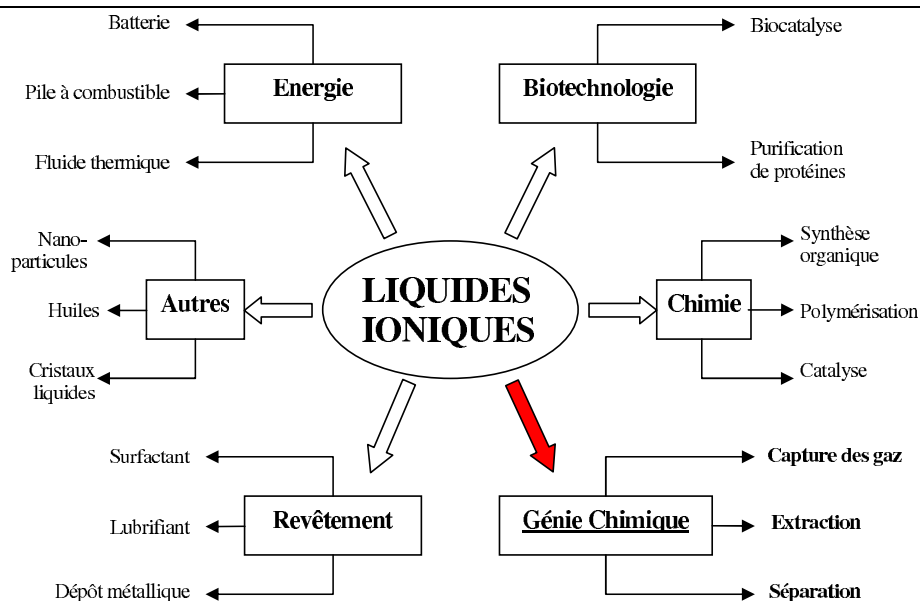 Batterie
Pile à combustible
Fluide thermique
Energie
Biotechnologie
Biocatalyse
Purification
de protéines
Nano-
particules
Huiles
Cristaux
liquides
Autres
LIQUIDES
IONIQUES
Chimie
Synthèse
organique
Polymérisation
Catalyse
Surfactant
Lubrifiant
Dépôt métallique
Revêtement
Génie Chimique
Capture des gaz
Extraction
Séparation